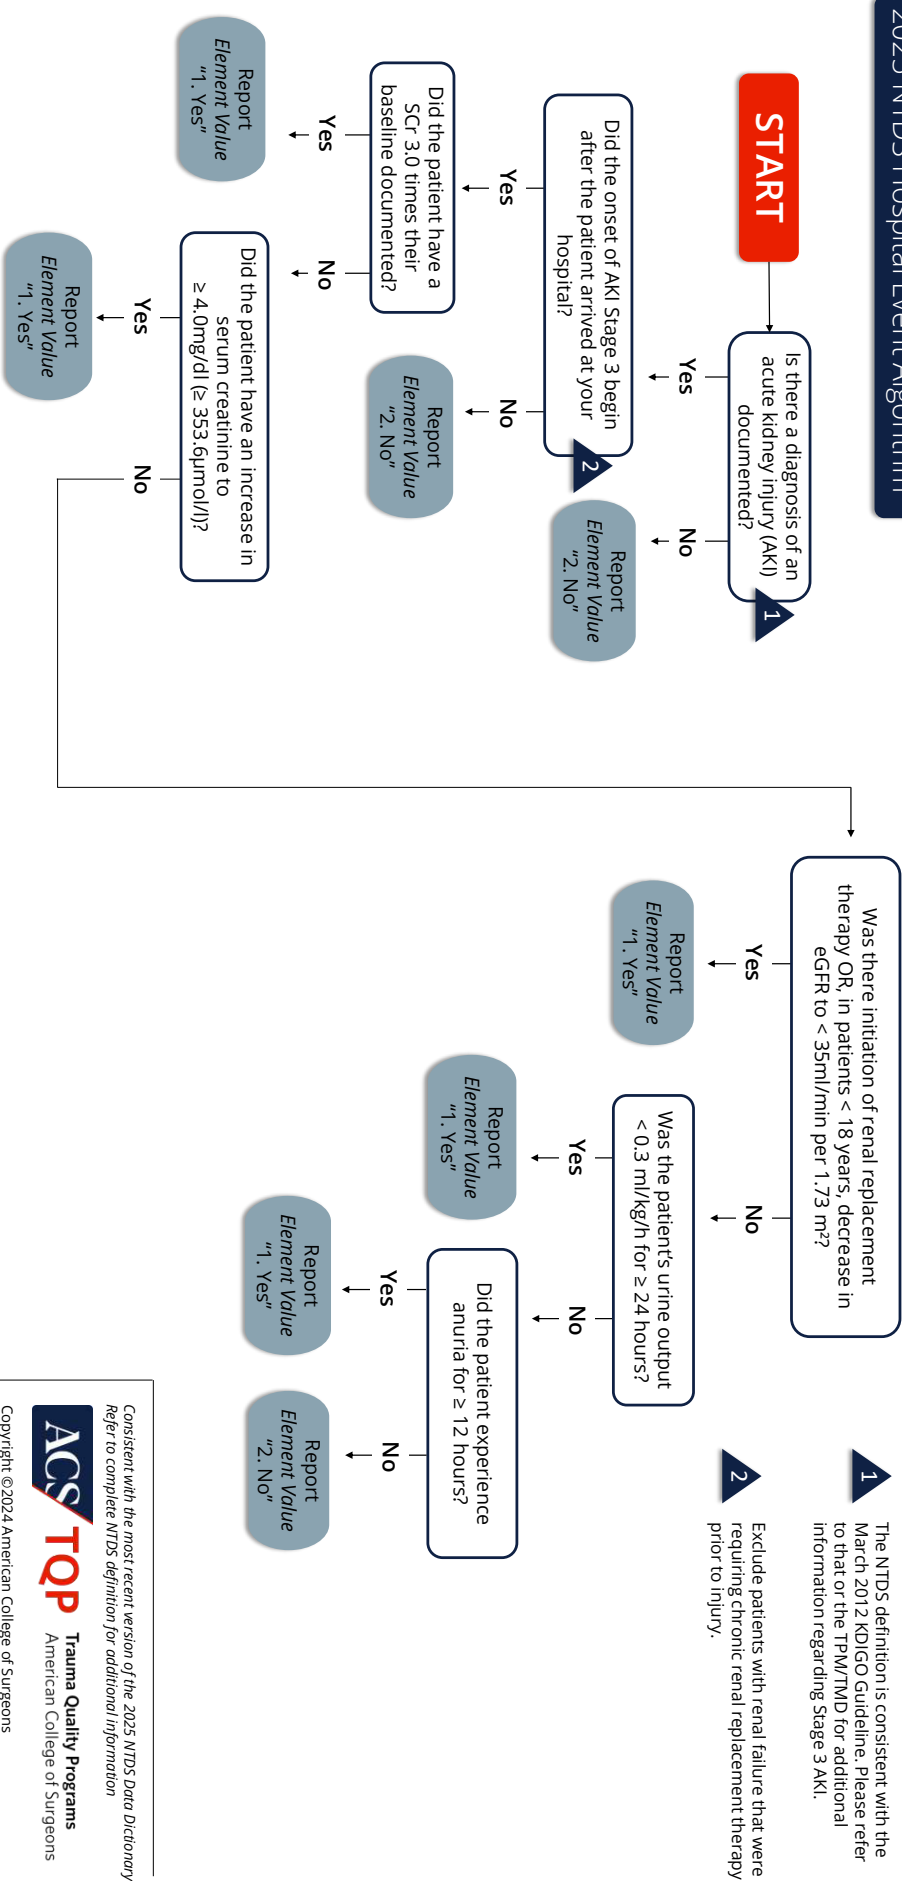 2025 NTDS Hospital Event Algorithm
START
Is there a diagnosis of an
acute kidney injury (AKI)
documented?
1
Yes
No
Report
Element Value
“2. No”
Did the onset of AKI Stage 3 begin
after the patient arrived at your
hospital?
2
Yes
No
Report
Element Value
“2. No”
Did the patient have a
SCr 3.0 times their
baseline documented?
Yes
No
Report
Element Value
“1. Yes”
Did the patient have an increase in
serum creatinine to
≥ 4.0mg/dl (≥ 353.6µmol/l)?
Yes
No
Report
Element Value
“1. Yes”
Was there initiation of renal replacement
therapy OR, in patients < 18 years, decrease in
eGFR to < 35ml/min per 1.73 m²?
Yes
No
Report
Element Value
“1. Yes”
Was the patient’s urine output
< 0.3 ml/kg/h for ≥ 24 hours?
Yes
No
Report
Element Value
“1. Yes”
Did the patient experience
anuria for ≥ 12 hours?
Yes
No
Report
Element Value
“1. Yes”
Report
Element Value
“2. No”
1
The NTDS definition is consistent with the
March 2012 KDIGO Guideline. Please refer
to that or the TPM/TMD for additional
information regarding Stage 3 AKI.
2
Exclude patients with renal failure that were
requiring chronic renal replacement therapy
prior to injury.
Consistent with the most recent version of the 2025 NTDS Data Dictionary
Refer to complete NTDS definition for additional information
ACS TQP
Trauma Quality Programs
American College of Surgeons
Copyright ©2024 American College of Surgeons